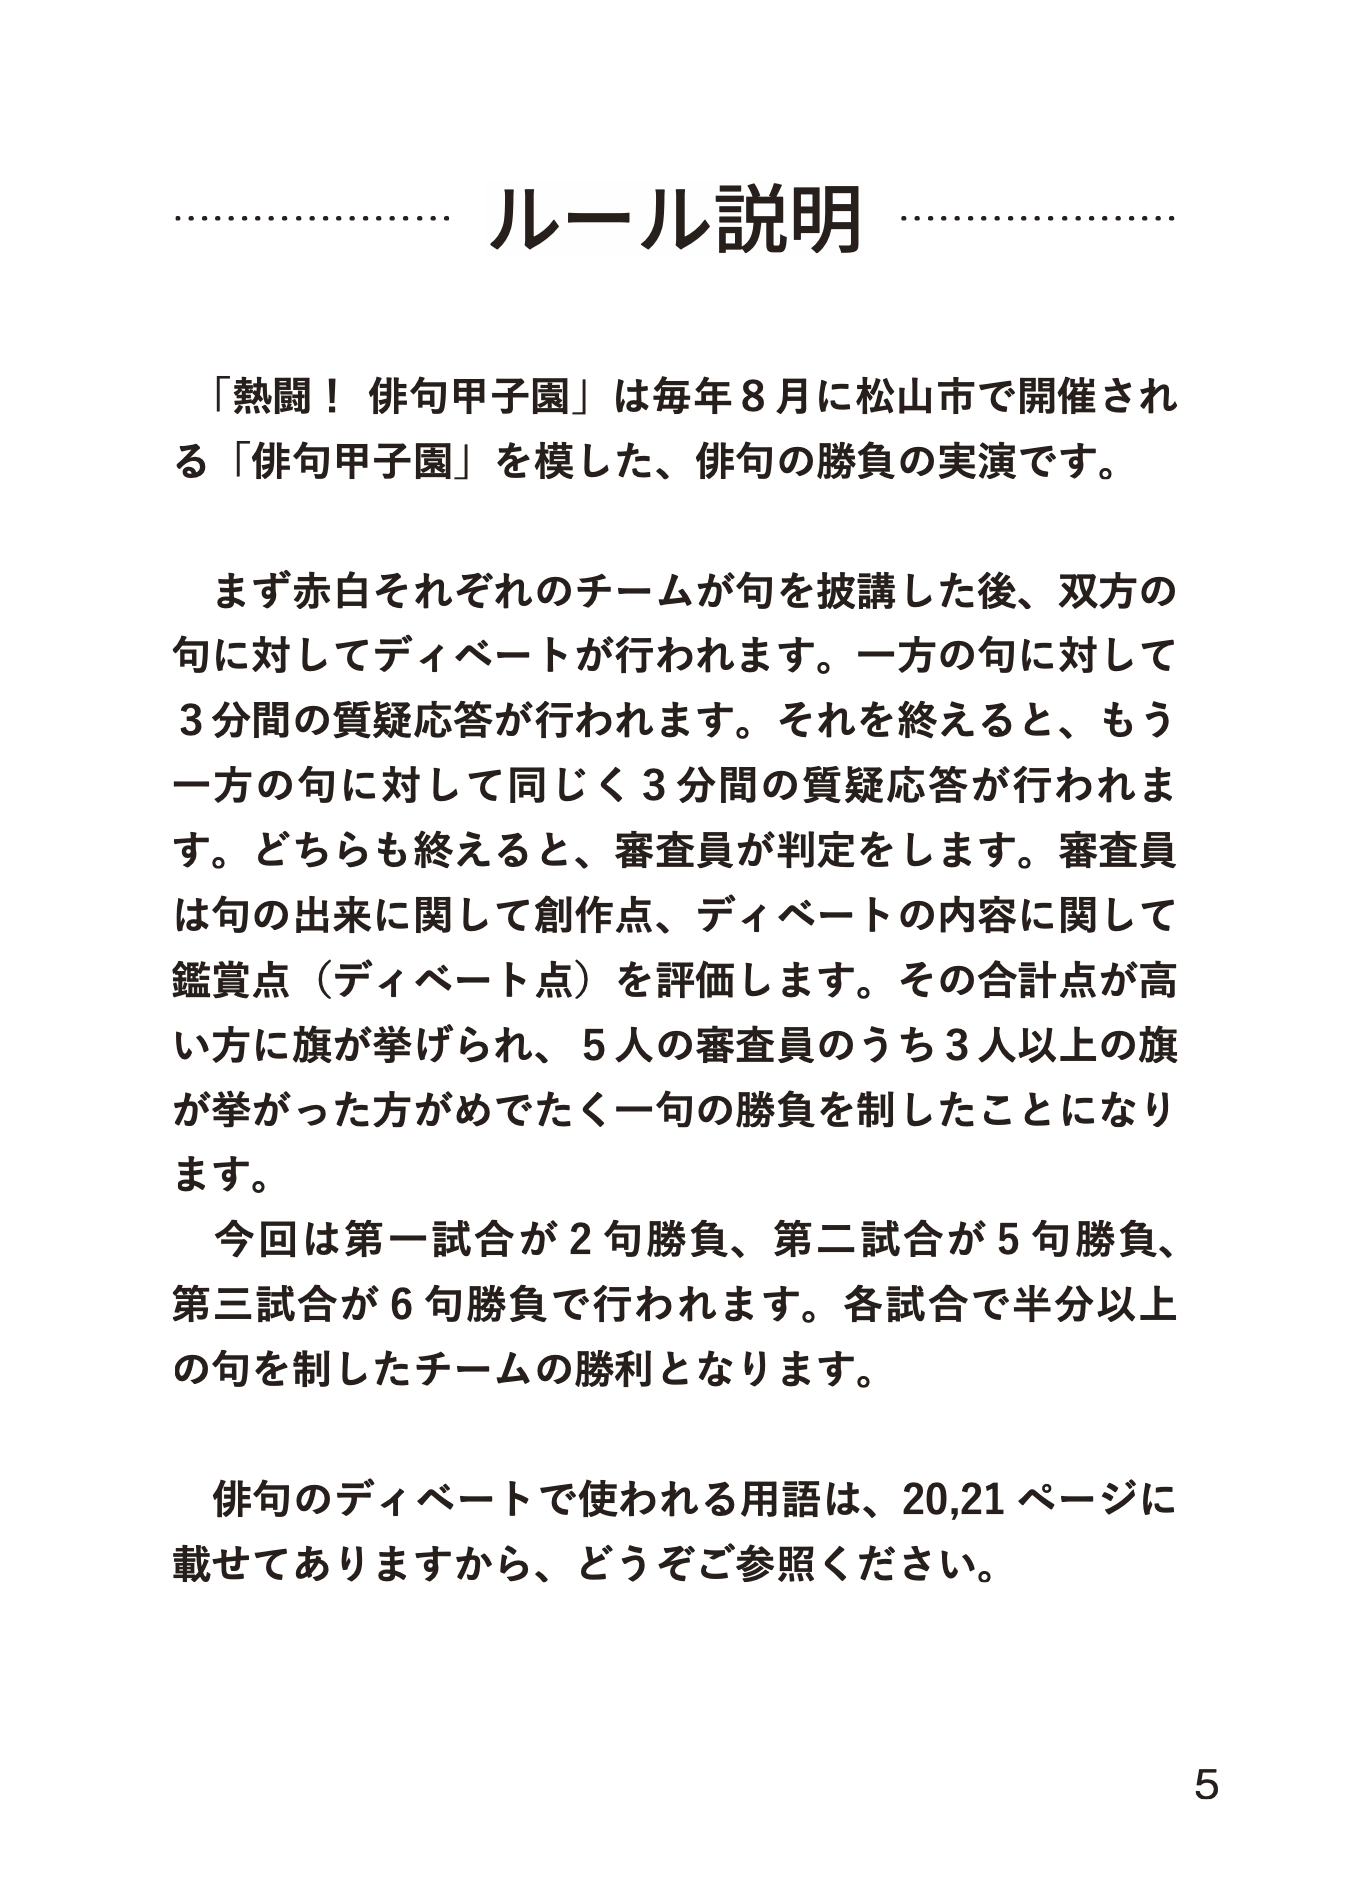 ルール説明
「熱闘！ 俳句甲子園」は毎年８月に松山市で開催され
る「俳句甲子園」を模した、俳句の勝負の実演です。
まず赤白それぞれのチームが句を披講した後、双方の
句に対してディベートが行われます。一方の句に対して
３分間の質疑応答が行われます。それを終えると、もう
一方の句に対して同じく３分間の質疑応答が行われま
す。どちらも終えると、審査員が判定をします。審査員
は句の出来に関して創作点、ディベートの内容に関して
鑑賞点（ディベート点）を評価します。その合計点が高
い方に旗が挙げられ、５人の審査員のうち３人以上の旗
が挙がった方がめでたく一句の勝負を制したことになり
ます。
今回は第一試合が 2 句勝負、第二試合が 5 句勝負、
第三試合が 6 句勝負で行われます。各試合で半分以上
の句を制したチームの勝利となります。
俳句のディベートで使われる用語は、20,21 ページに
載せてありますから、どうぞご参照ください。
5